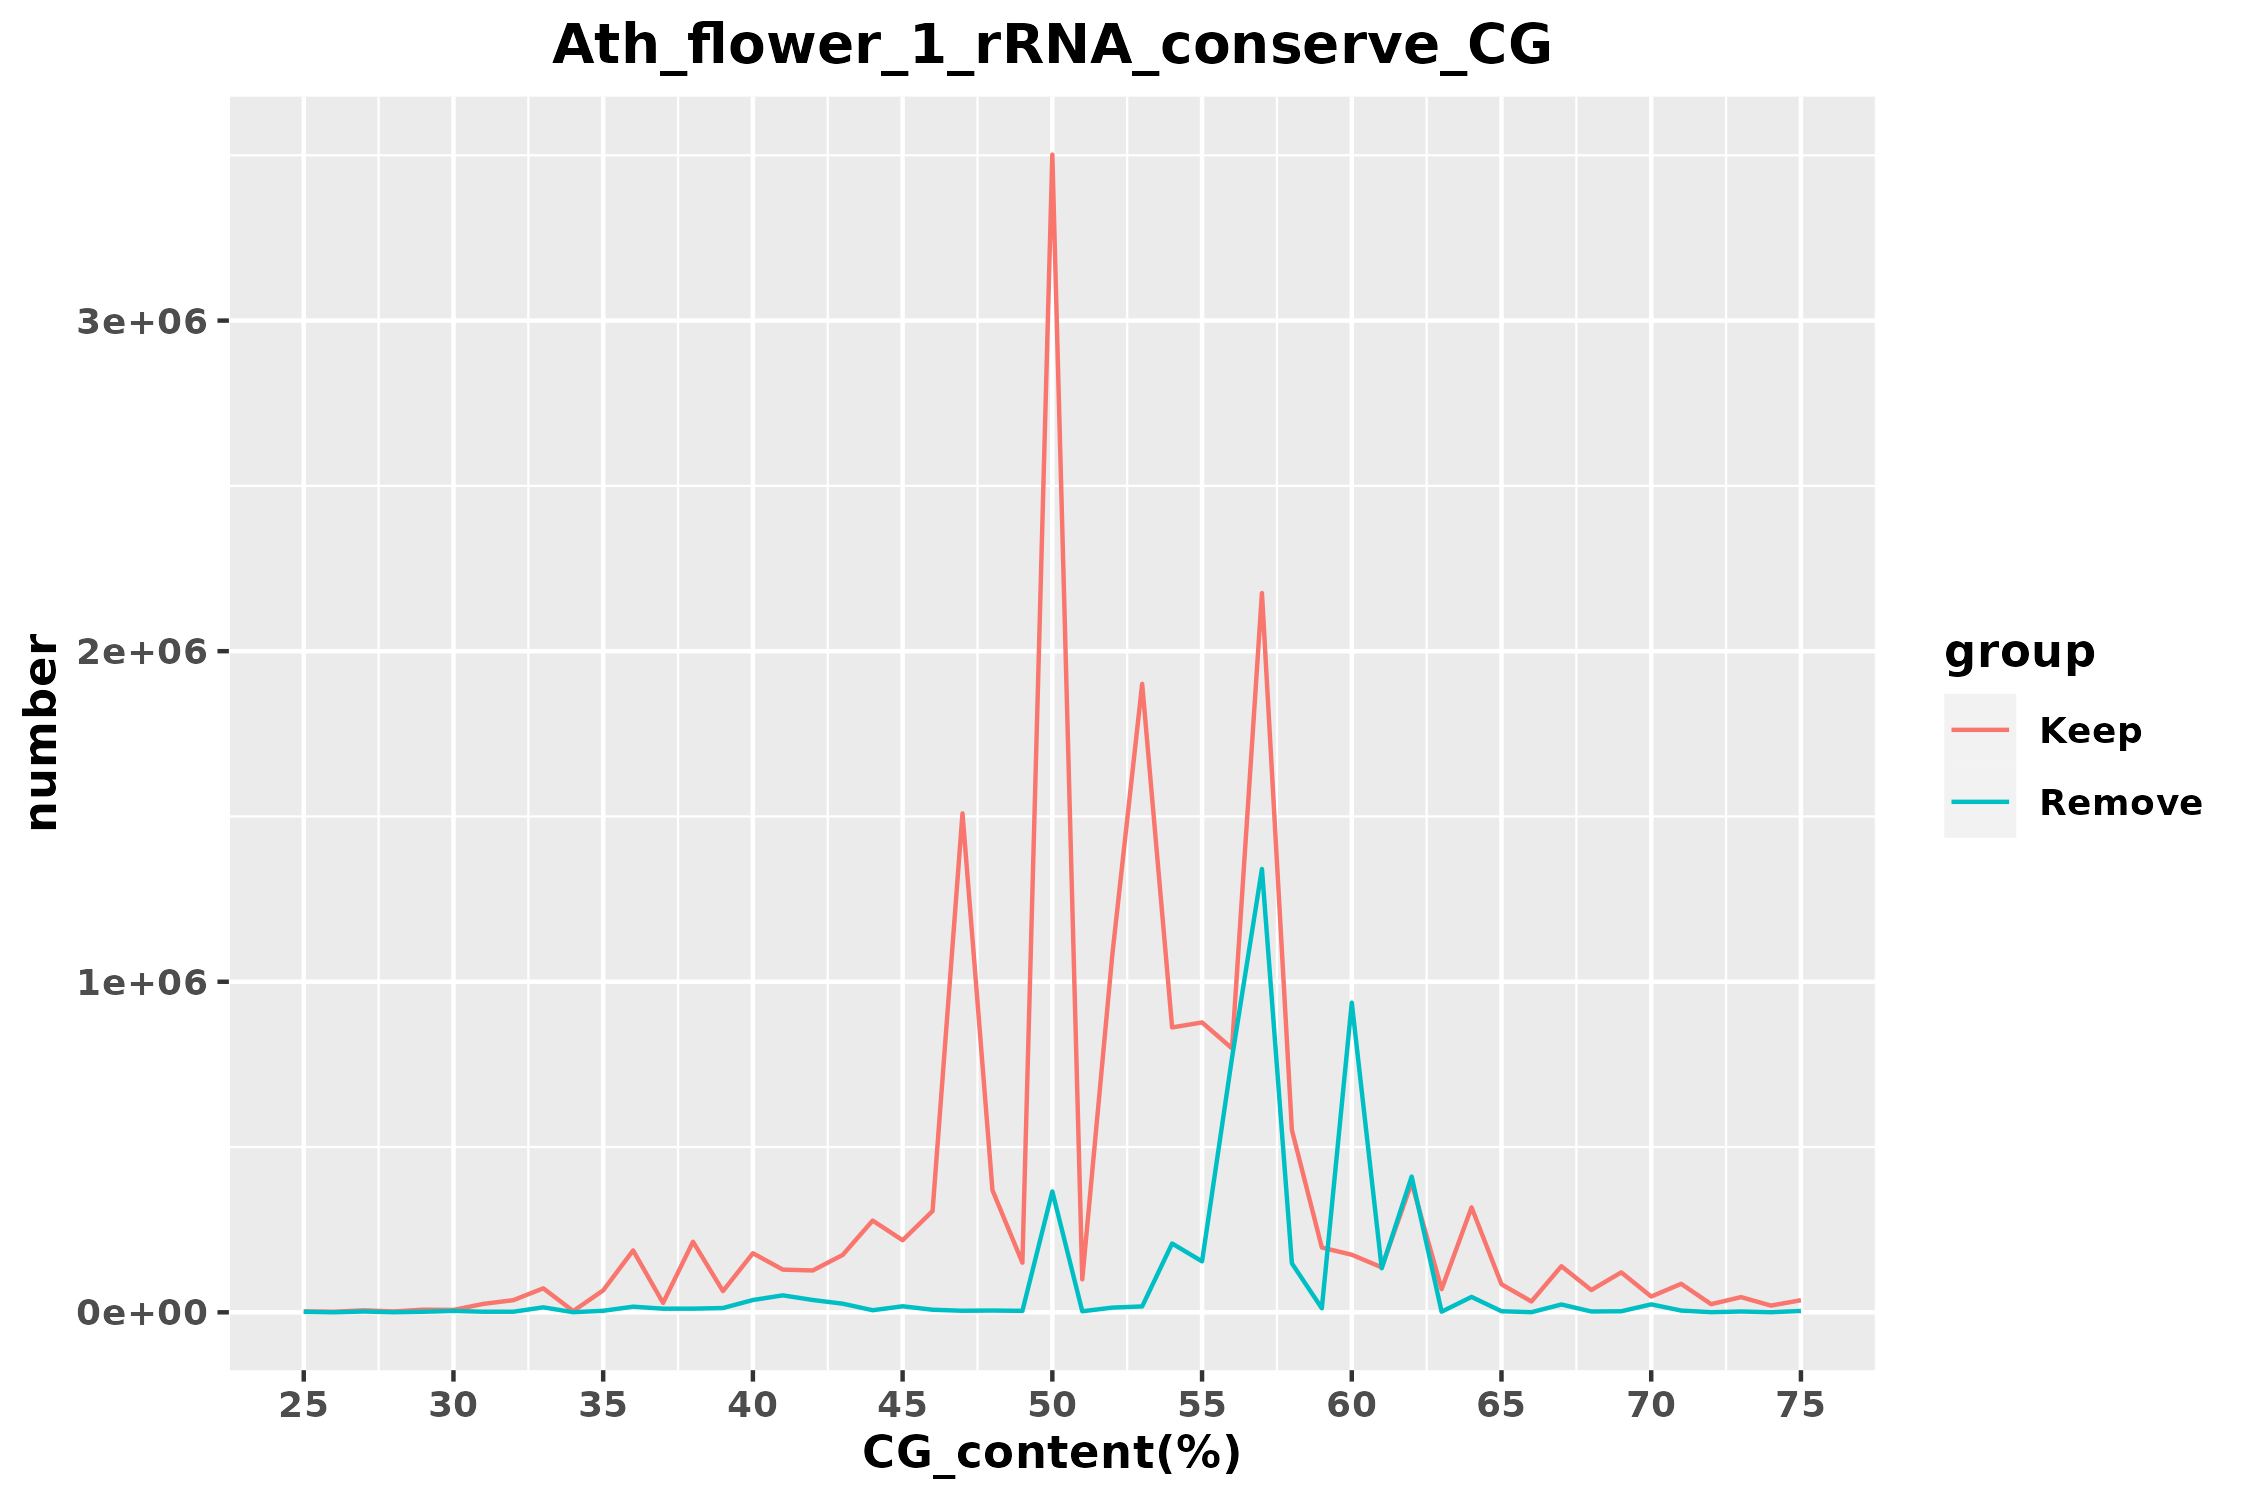 Ath_flower_1_rRNA_conserve_CG
number
3e+06
2e+06
1e+06
0e+00
25 30 35 40 45 50 55 60 65 70 75
CG_content(%)
group
Keep
Remove